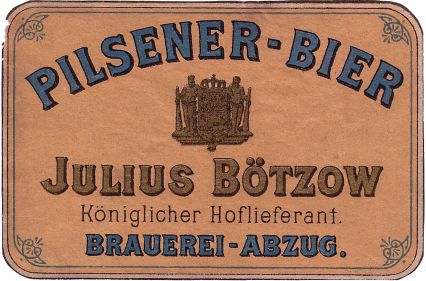 PILSENER-BIER
JULIUS BÖTZOW
Königlicher Hoflieferant.
BRAUEREI-ABZUG.